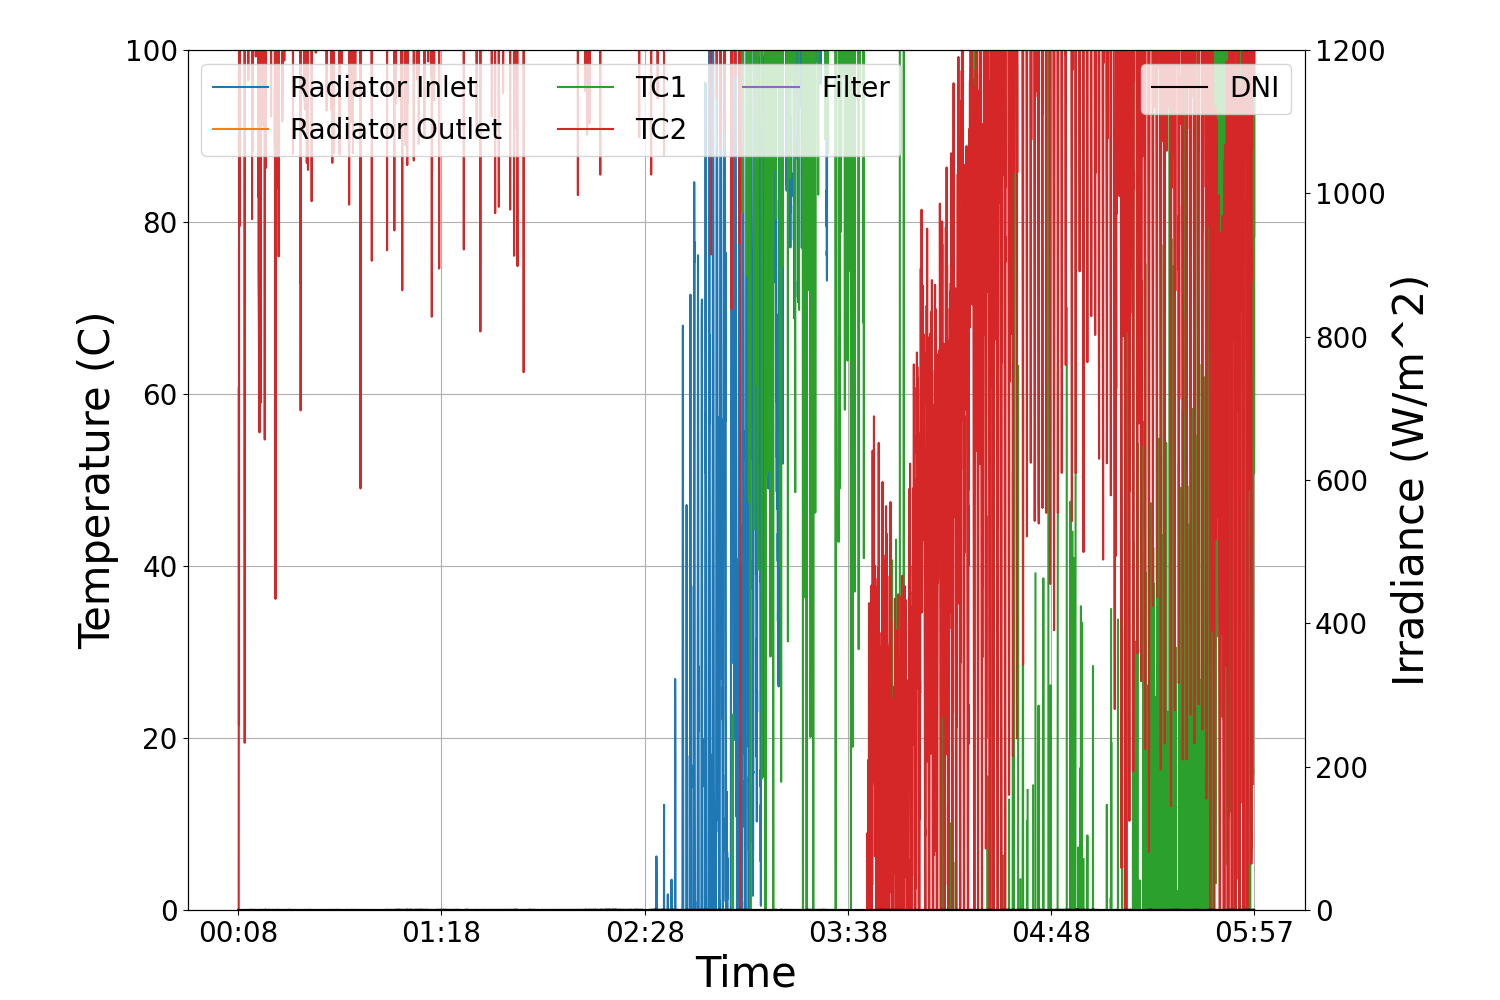 100
80
60
40
20
0
Temperature (C)
Radiator Inlet
Radiator Outlet
TC1
TC2
Filter
DNI
1200
1000
800
600
400
200
0
Irradiance (W/m^2)
00:08
01:18
02:28
03:38
04:48
05:57
Time